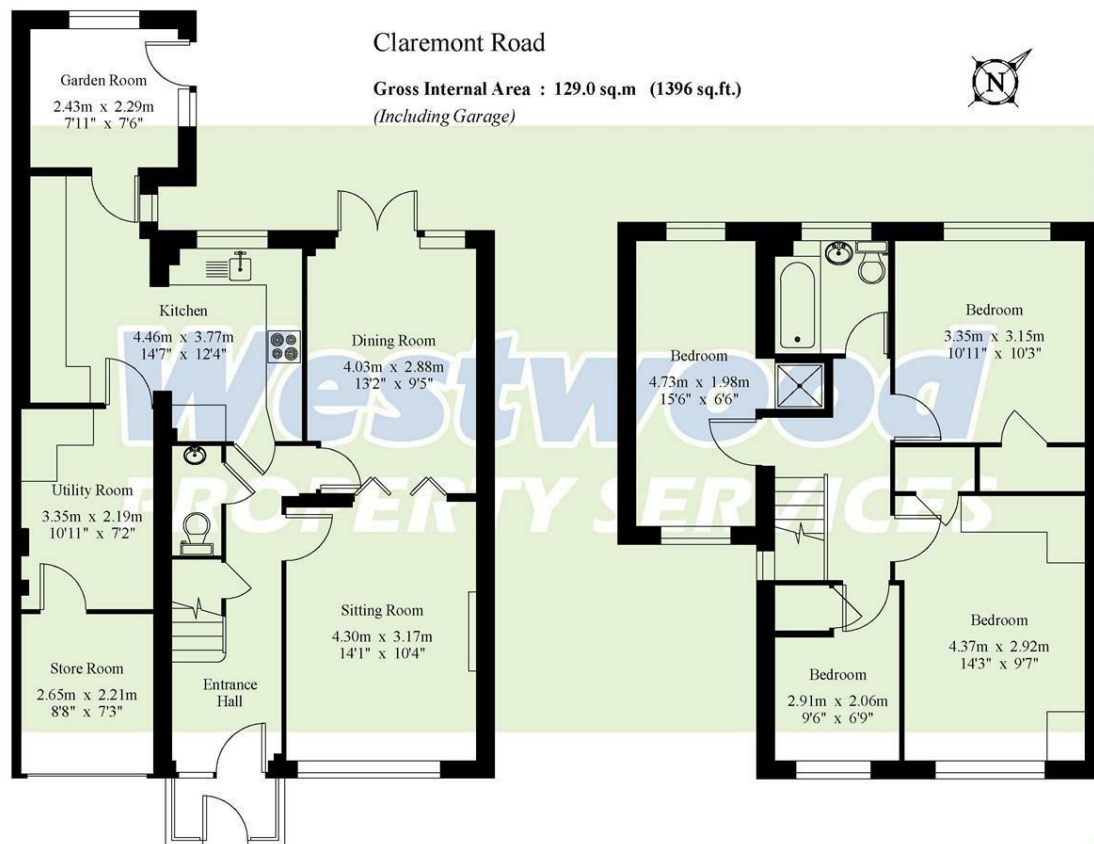 Claremont Road
Gross Internal Area : 129.0 sq.m (1396 sq.ft.)
(Including Garage)
N
Garden Room
2.43m x 2.29m
7'11" x 7'6"
Kitchen
4.46m x 3.77m
14'7" x 12'4"
Dining Room
4.03m x 2.88m
13'2" x 9'5"
Utility Room
3.35m x 2.19m
10'11" x 7'2"
Sitting Room
4.30m x 3.17m
14'1" x 10'4"
Store Room
2.65m x 2.21m
8'8" x 7'3"
Entrance
Hall
Bedroom
4.73m x 1.98m
15'6" x 6'6"
Bedroom
3.35m x 3.15m
10'11" x 10'3"
Bedroom
4.37m x 2.92m
14'3" x 9'7"
Bedroom
2.91m x 2.06m
9'6" x 6'9"
Westwood
PROPERTY SERVICES